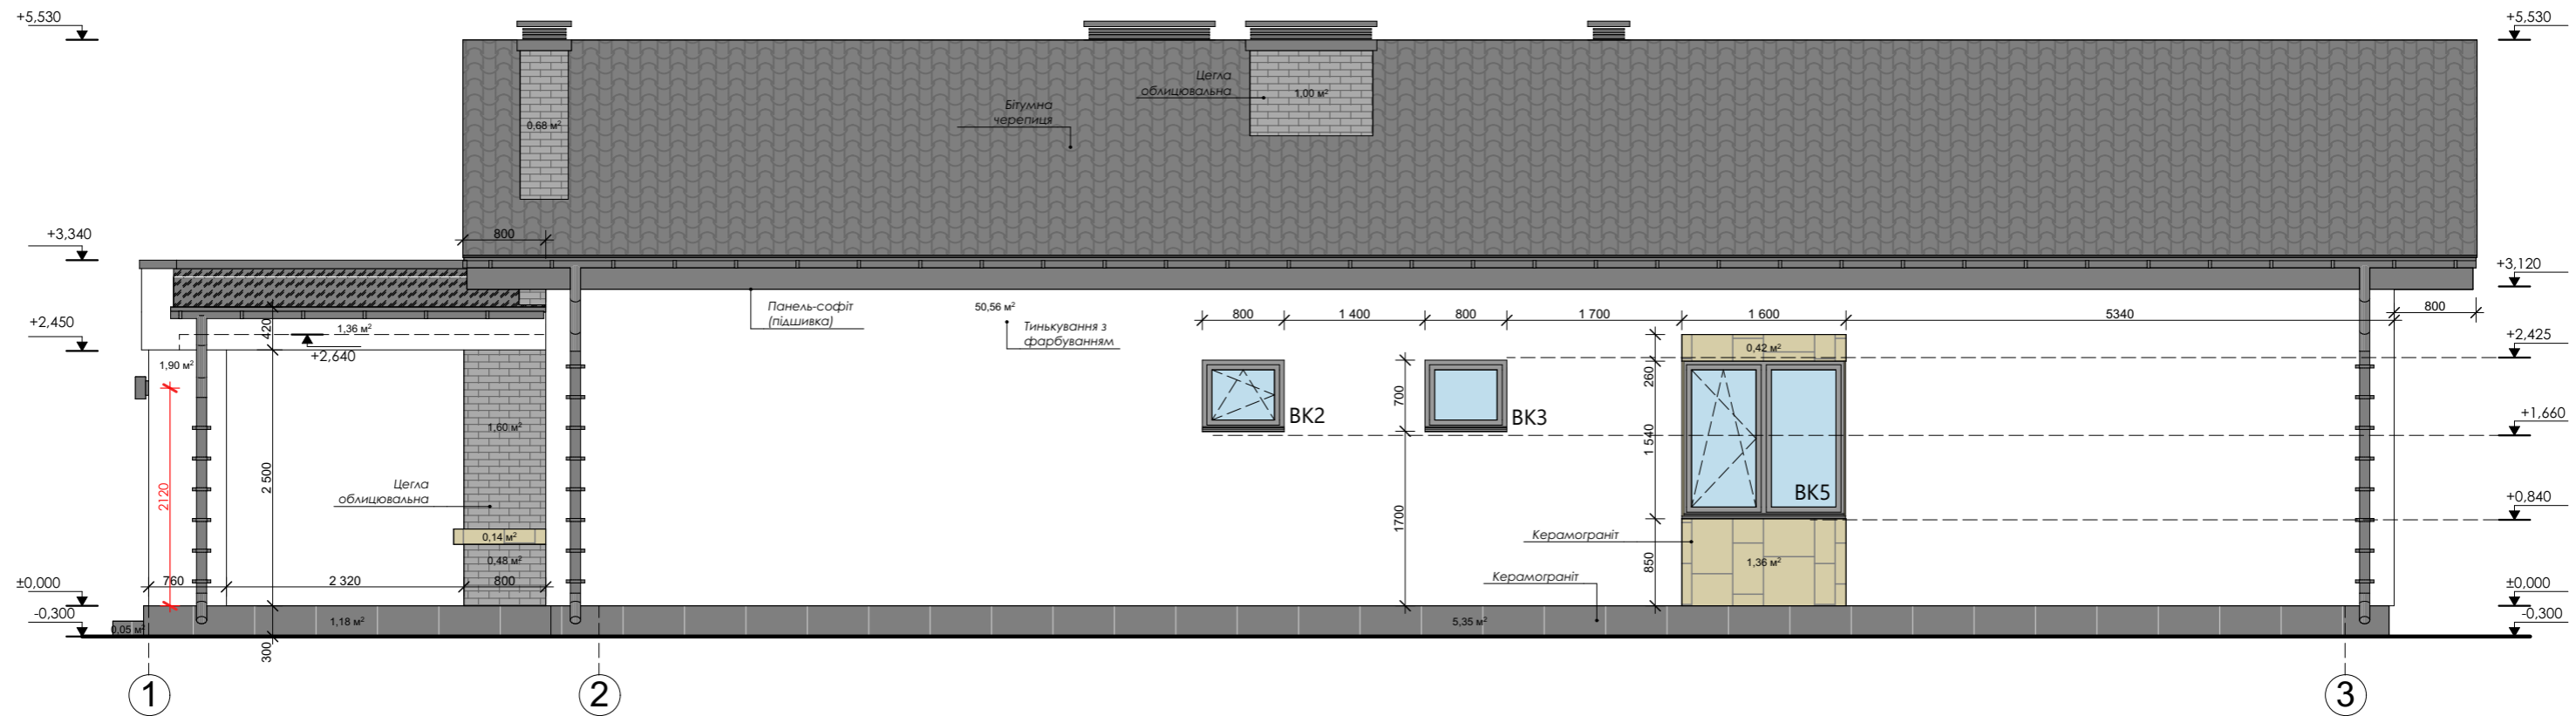 +5,530
+5,530
Цегла
облицювальна
1,00 м²
Бітумна
черепиця
0,68 м²
+3,340
800
+3,120
Панель-софіт
(підшивка)
50,56 м²
Тинькування з
фарбуванням
800
1 400
800
1 700
1 600
5340
800
+2,450
420
1,36 м²
+2,640
1,90 м²
+2,425
0,42 м²
260
700
ВК2
ВК3
+1,660
1,60 м²
1 540
2 500
2120
Цегла
облицювальна
ВК5
1700
+0,840
0,14 м²
0,48 м²
Керамограніт
850
1,36 м²
Керамограніт
±0,000
760
2 320
800
±0,000
-0,300
-0,300
0,05 м²
1,18 м²
5,35 м²
300
1
2
3